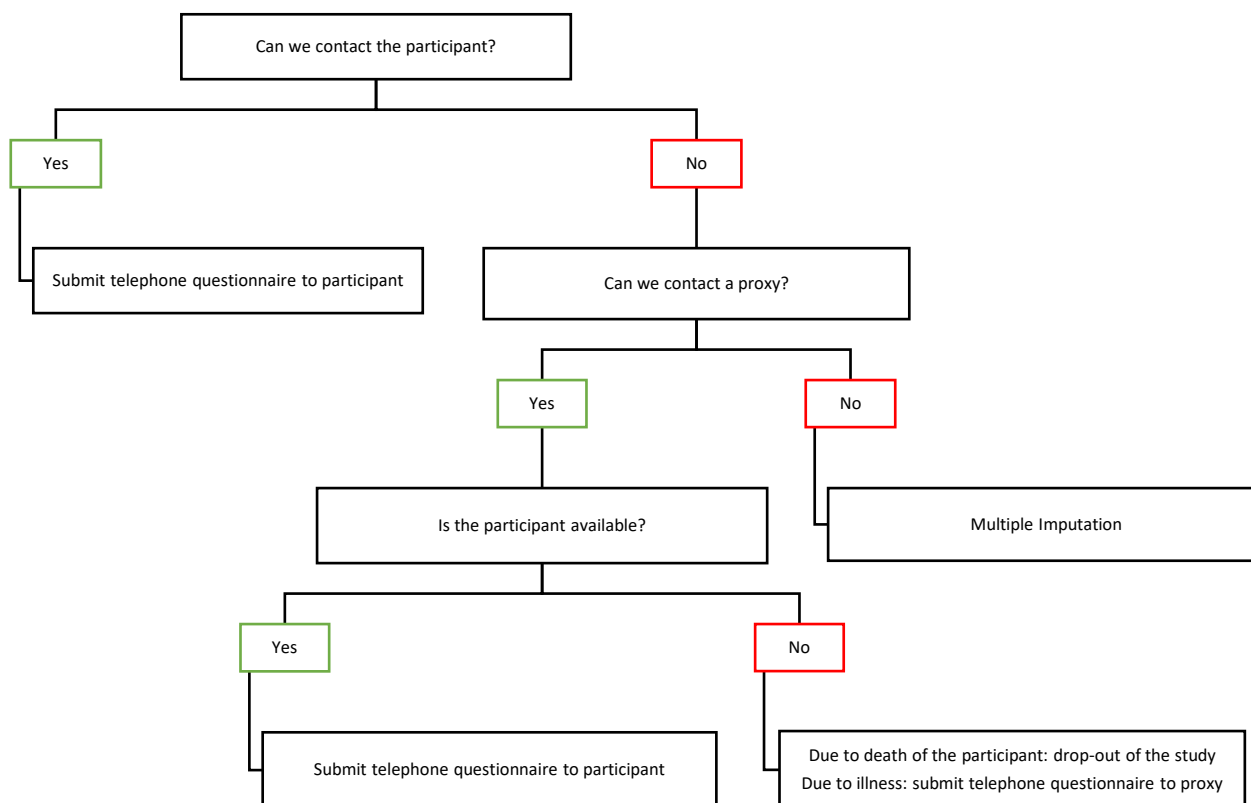 Can we contact the participant?
Yes
No
Submit telephone questionnaire to participant
Can we contact a proxy?
Yes
No
Is the participant available?
Multiple Imputation
Yes
No
Submit telephone questionnaire to participant
Due to death of the participant: drop-out of the study
Due to illness: submit telephone questionnaire to proxy